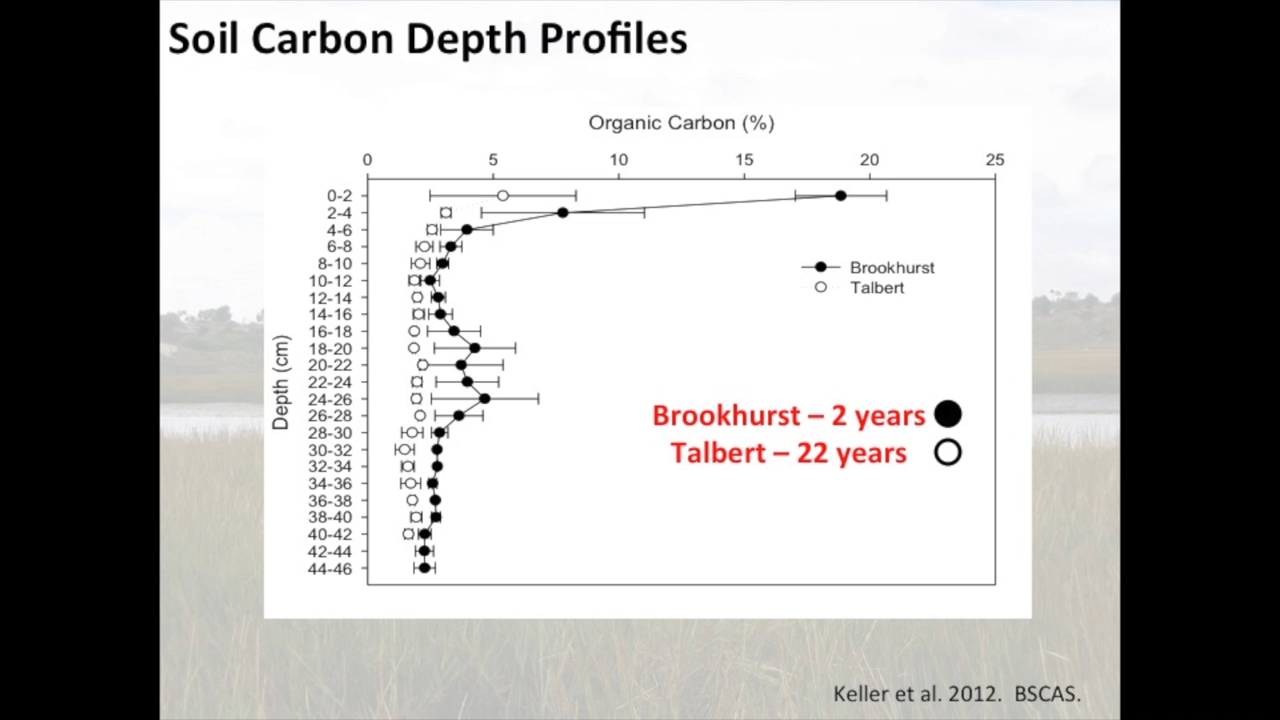 Soil Carbon Depth Profiles
Organic Carbon (%)
0 5 10 15 20 25
Depth (cm)
0-2
2-4
4-6
6-8
8-10
10-12
12-14
14-16
16-18
18-20
20-22
22-24
24-26
26-28
28-30
30-32
32-34
34-36
36-38
38-40
40-42
42-44
44-46
Brookhurst
Talbert
Brookhurst – 2 years
Talbert – 22 years
Keller et al. 2012. BSCAS.